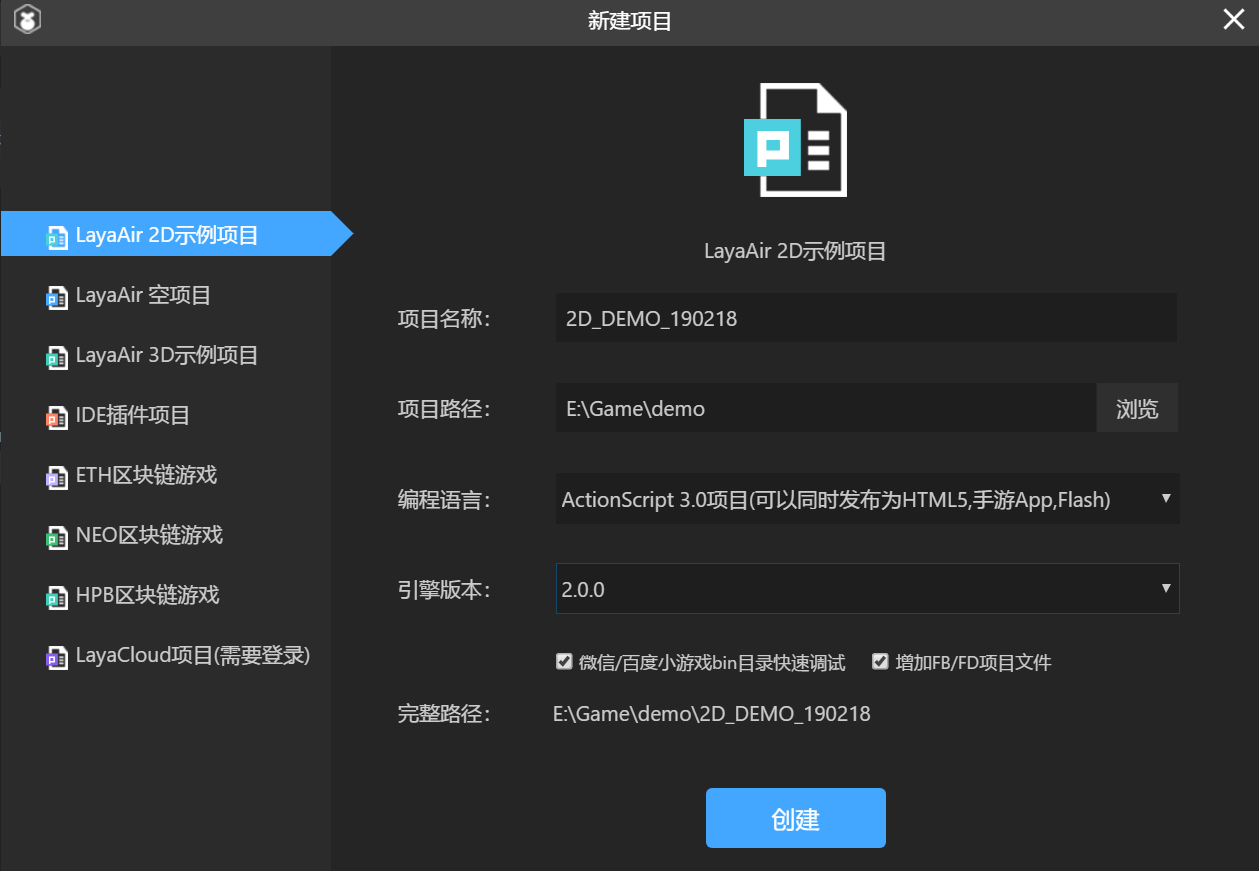 新建项目
LayaAir 2D示例项目
LayaAir 空项目
LayaAir 3D示例项目
IDE插件项目
ETH区块链游戏
NEO区块链游戏
HPB区块链游戏
LayaCloud项目(需要登录)
LayaAir 2D示例项目
项目名称: 2D_DEMO_190218
项目路径: E:\Game\demo 浏览
编程语言: ActionScript 3.0项目(可以同时发布为HTML5,手游App,Flash)
引擎版本: 2.0.0
微信/百度小游戏bin目录快速调试 增加FB/FD项目文件
完整路径: E:\Game\demo\2D_DEMO_190218
创建